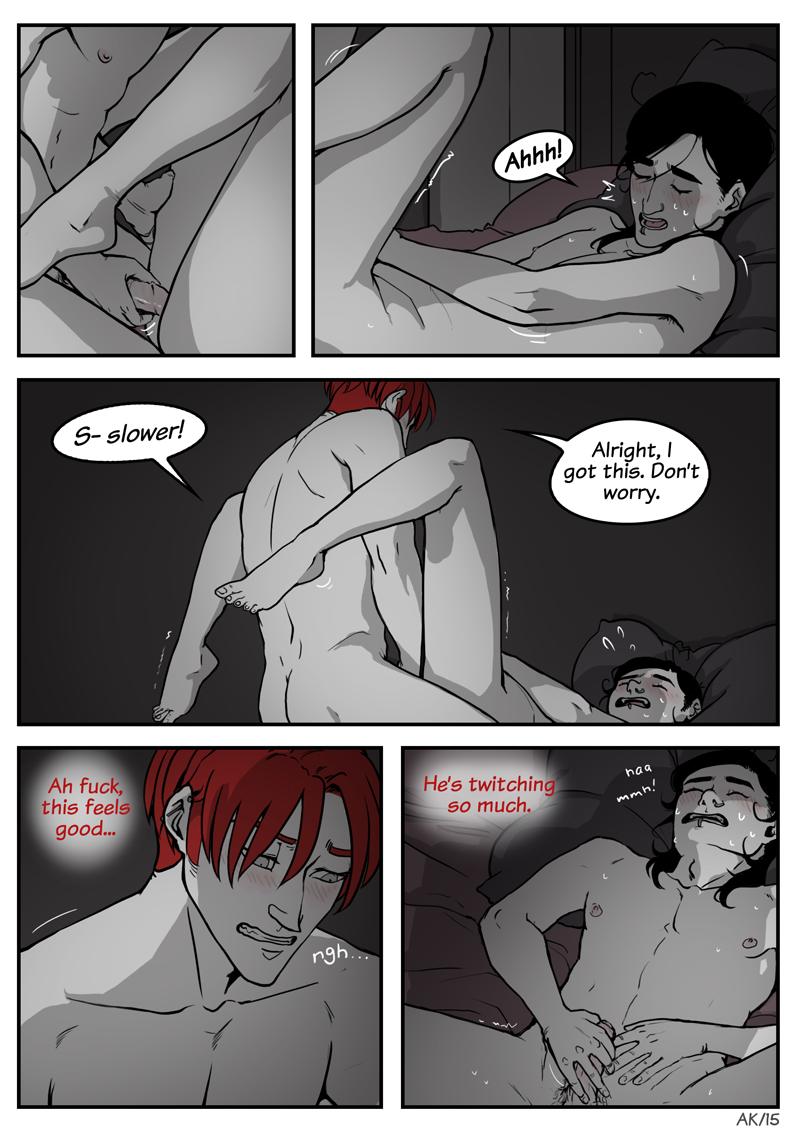 Ahhh!
S- slower!
Alright, I
got this. Don't
worry.
Ah fuck,
this feels
good...
ngh...
He's twitching
so much.
naa
mmh!
AK/15